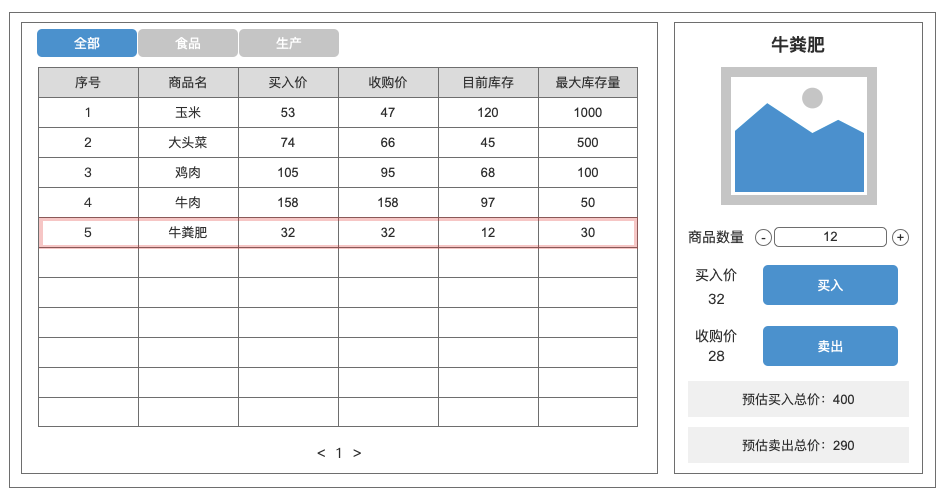 全部 食品 生产
序号 商品名 买入价 收购价 目前库存 最大库存量
1 玉米 53 47 120 1000
2 大头菜 74 66 45 500
3 鸡肉 105 95 68 100
4 牛肉 158 158 97 50
5 牛粪肥 32 32 12 30
< 1 >
牛粪肥
商品数量 - 12 +
买入价
32
买入
收购价
28
卖出
预估买入总价：400
预估卖出总价：290